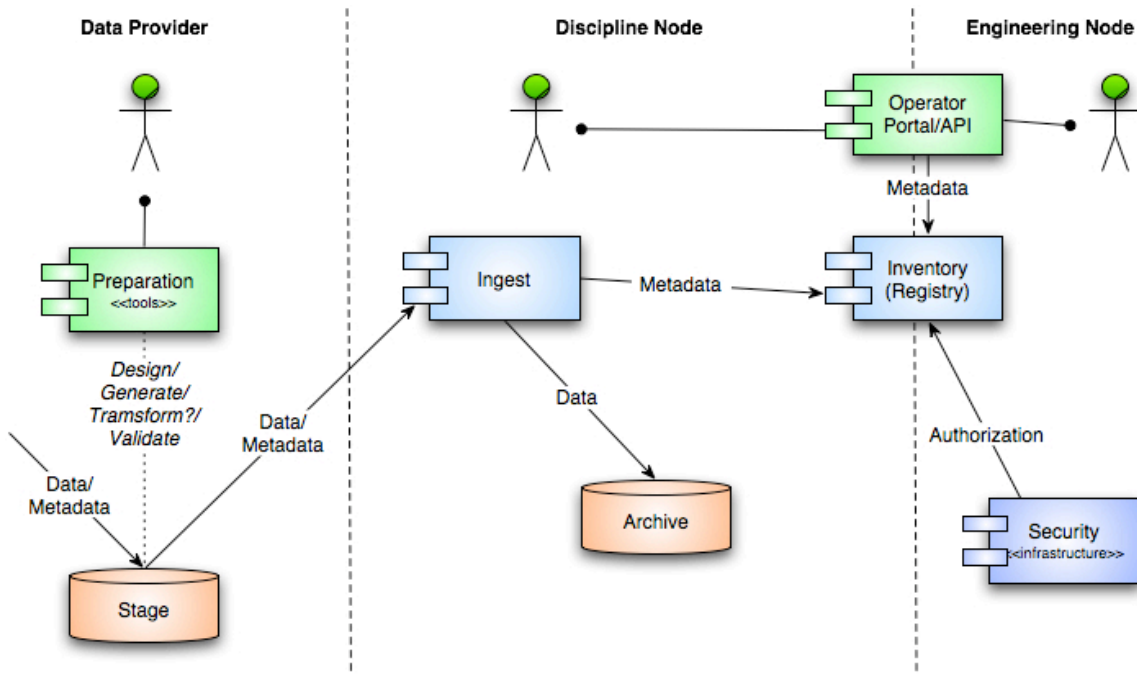 Data Provider
Discipline Node
Engineering Node
Operator
Portal/API
Metadata
Preparation
<<tools>>
Ingest
Metadata
Inventory
(Registry)
Design/
Generate/
Tramsform?/
Validate
Data/
Metadata
Data
Authorization
Data/
Metadata
Archive
Security
<<infrastructure>>
Stage